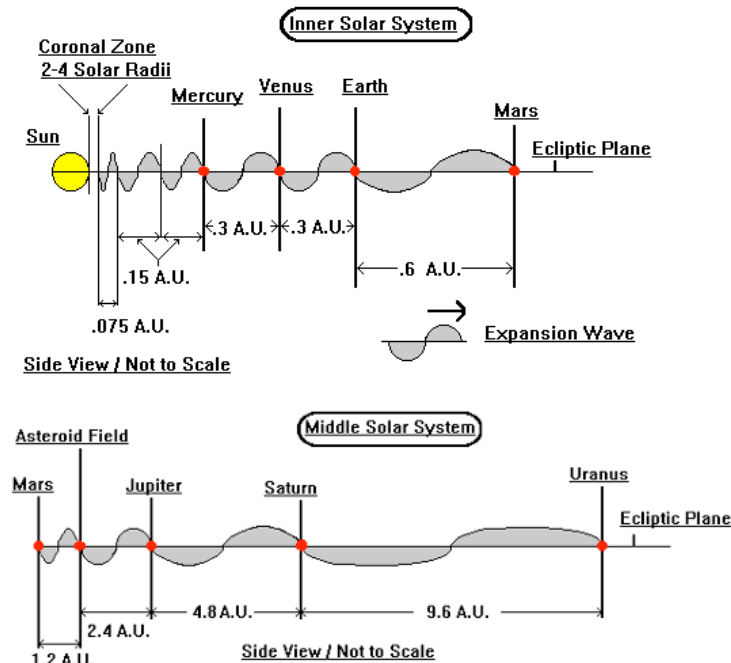 Inner Solar System
Coronal Zone
2-4 Solar Radii
Sun
Mercury
Venus
Earth
Mars
Ecliptic Plane
.3 A.U.
.3 A.U.
.15 A.U.
.6 A.U.
.075 A.U.
Expansion Wave
Side View / Not to Scale
Middle Solar System
Asteroid Field
Mars
Jupiter
Saturn
Uranus
Ecliptic Plane
4.8 A.U.
9.6 A.U.
2.4 A.U.
1.2 A.U.
Side View / Not to Scale